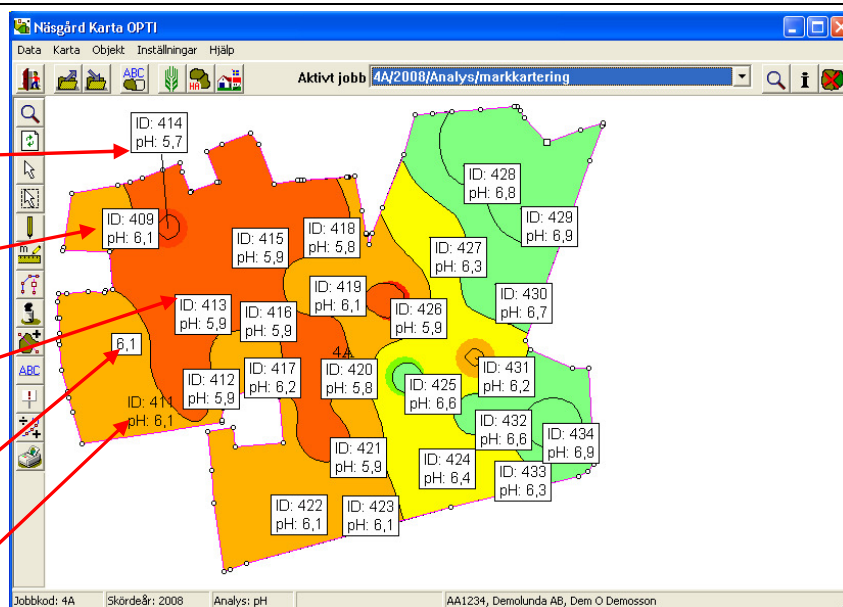 Näsgård Karta OPTI
Data Karta Objekt Inställningar Hjälp
ABC
HA
Aktivt jobb 4A/2008/Analys/markkartering
m
ABC
ID: 414
pH: 5,7
ID: 409
pH: 6,1
ID: 415
pH: 5,9
ID: 418
pH: 5,8
ID: 428
pH: 6,8
ID: 429
pH: 6,9
ID: 427
pH: 6,3
ID: 419
pH: 6,1
ID: 430
pH: 6,7
ID: 413
pH: 5,9
ID: 416
pH: 5,9
ID: 426
pH: 5,9
6,1
4A
ID: 412
pH: 5,9
ID: 417
pH: 6,2
ID: 420
pH: 5,8
ID: 425
pH: 6,6
ID: 431
pH: 6,2
ID: 411
pH: 6,1
ID: 432
pH: 6,6
ID: 434
pH: 6,9
ID: 421
pH: 5,9
ID: 424
pH: 6,4
ID: 433
pH: 6,3
ID: 422
pH: 6,1
ID: 423
pH: 6,1
Jobbkod: 4A Skördeår: 2008 Analys: pH AA1234, Demolunda AB, Dem O Demosson